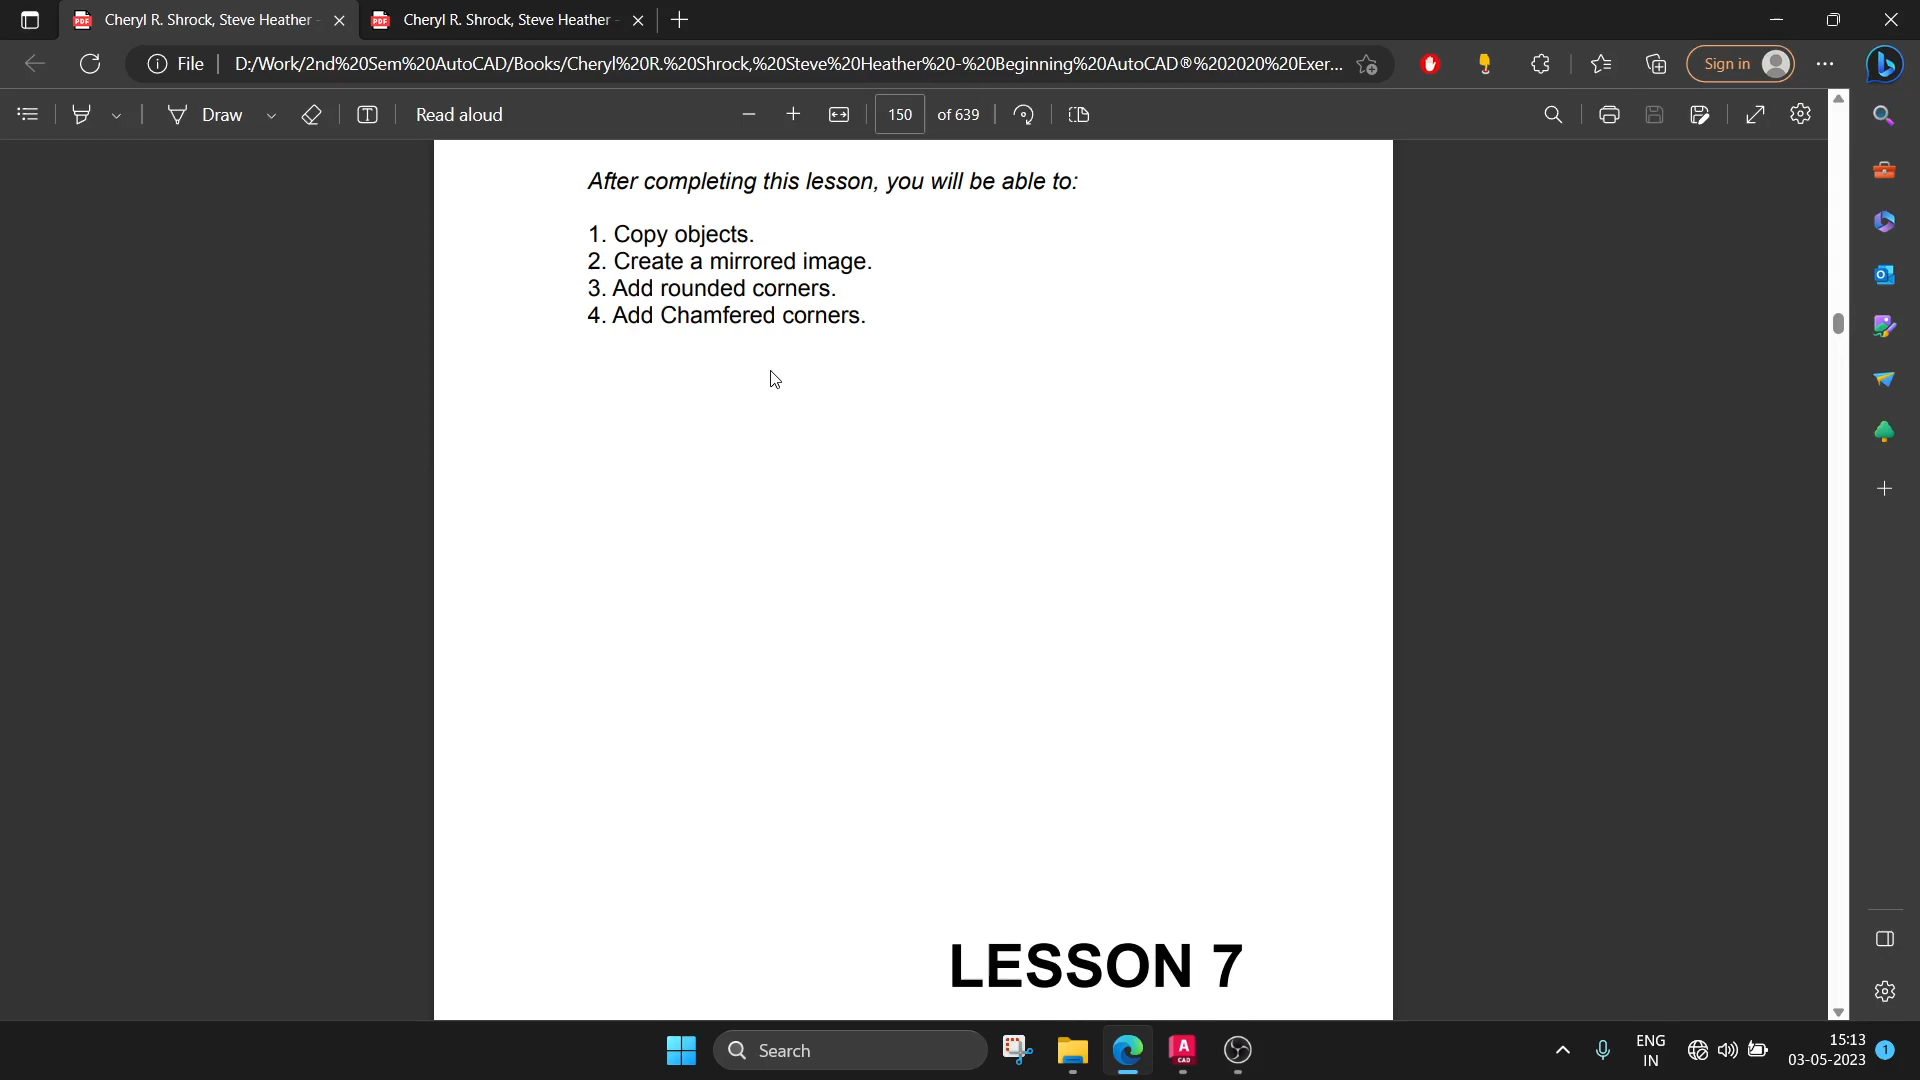 Cheryl R. Shrock, Steve Heather -
Cheryl R. Shrock, Steve Heather -
File
D:/Work/2nd%20Sem%20AutoCAD/Books/Cheryl%20R.%20Shrock,%20Steve%20Heather%20-%20Beginning%20AutoCAD®%202020%20Exer...
Sign in
Draw
Read aloud
150 of 639
After completing this lesson, you will be able to:
1. Copy objects.
2. Create a mirrored image.
3. Add rounded corners.
4. Add Chamfered corners.
LESSON 7
Search
A
CAD
ENG
IN
15:13
03-05-2023
1